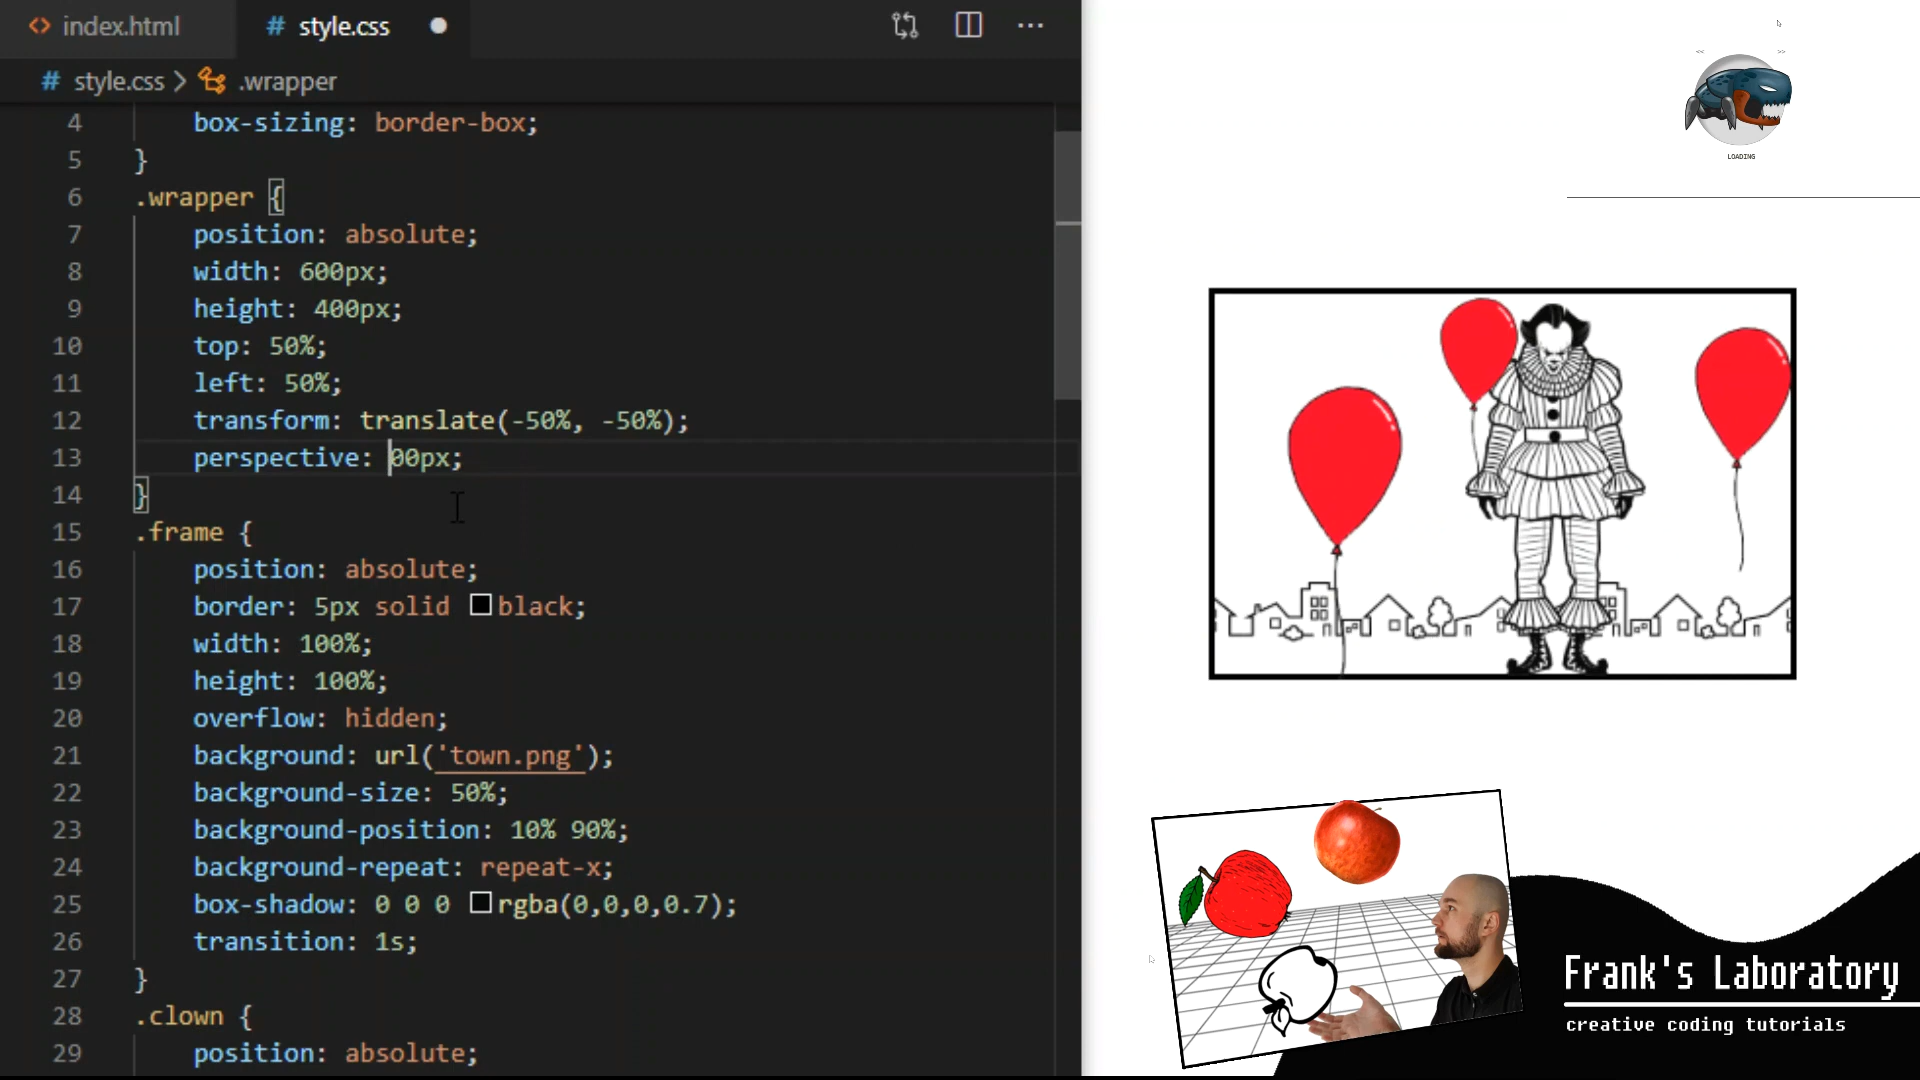 index.html
# style.css
# style.css > .wrapper
4 box-sizing: border-box;
5 }
6 .wrapper {
7 position: absolute;
8 width: 600px;
9 height: 400px;
10 top: 50%;
11 left: 50%;
12 transform: translate(-50%, -50%);
13 perspective: 00px;
14 }
15 .frame {
16 position: absolute;
17 border: 5px solid black;
18 width: 100%;
19 height: 100%;
20 overflow: hidden;
21 background: url('town.png');
22 background-size: 50%;
23 background-position: 10% 90%;
24 background-repeat: repeat-x;
25 box-shadow: 0 0 0 rgba(0,0,0,0.7);
26 transition: 1s;
27 }
28 .clown {
29 position: absolute;
LOADING
Frank's Laboratory
creative coding tutorials